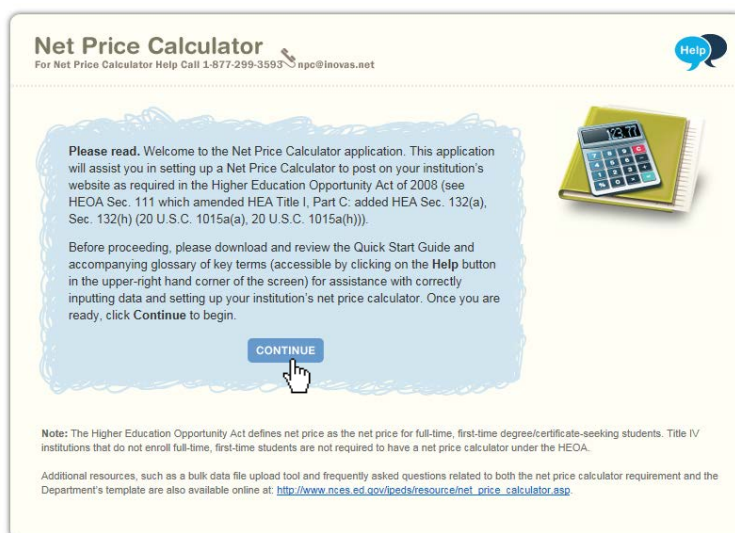 Net Price Calculator
For Net Price Calculator Help Call 1-877-299-3593 npc@inovas.net
Help
123.77
Please read. Welcome to the Net Price Calculator application. This application
will assist you in setting up a Net Price Calculator to post on your institution's
website as required in the Higher Education Opportunity Act of 2008 (see
HEOA Sec. 111 which amended HEA Title I, Part C: added HEA Sec. 132(a),
Sec. 132(h) (20 U.S.C. 1015a(a), 20 U.S.C. 1015a(h))).
Before proceeding, please download and review the Quick Start Guide and
accompanying glossary of key terms (accessible by clicking on the Help button
in the upper-right hand corner of the screen) for assistance with correctly
inputting data and setting up your institution's net price calculator. Once you are
ready, click Continue to begin.
CONTINUE
Note: The Higher Education Opportunity Act defines net price as the net price for full-time, first-time degree/certificate-seeking students. Title IV
institutions that do not enroll full-time, first-time students are not required to have a net price calculator under the HEOA.
Additional resources, such as a bulk data file upload tool and frequently asked questions related to both the net price calculator requirement and the
Department's template are also available online at: http://www.nces.ed.gov/ipeds/resource/net_price_calculator.asp.